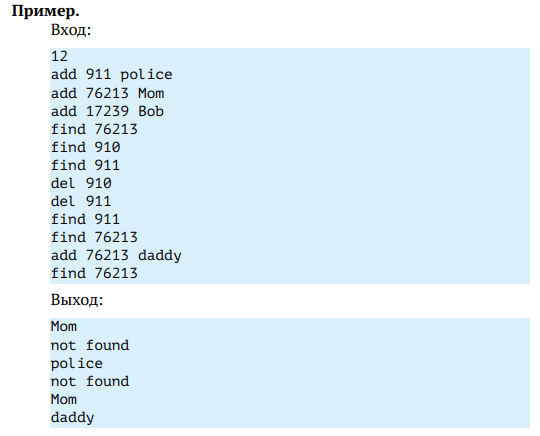 Пример.
Вход:
12
add 911 police
add 76213 Mom
add 17239 Bob
find 76213
find 910
find 911
del 910
del 911
find 911
find 76213
add 76213 daddy
find 76213
Выход:
Mom
not found
police
not found
Mom
daddy